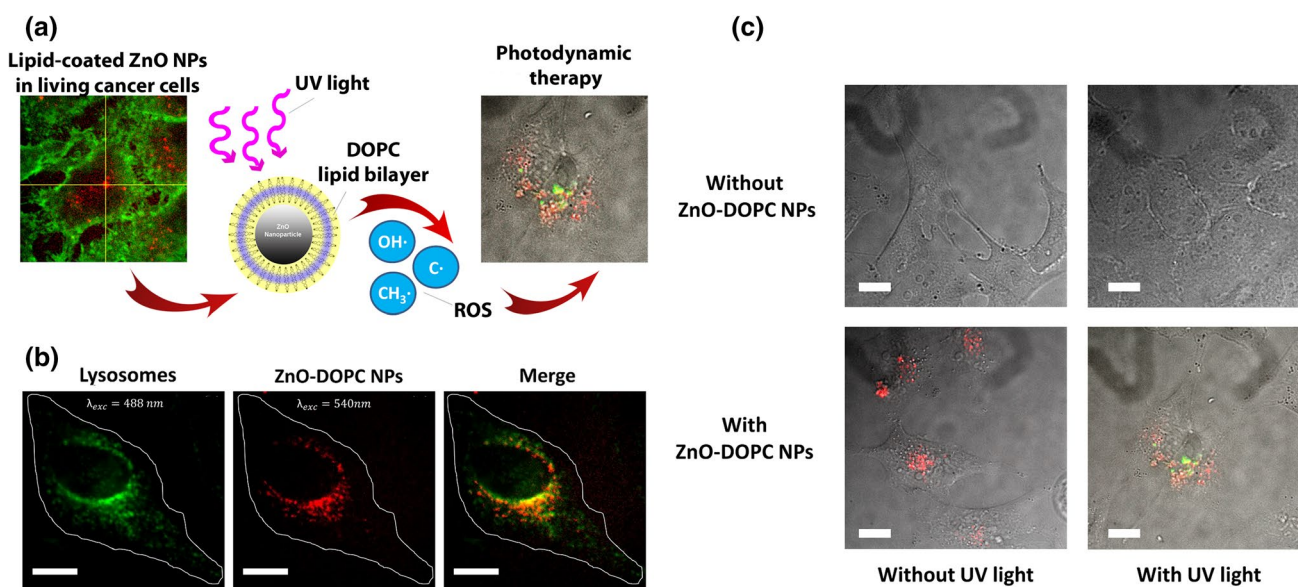 (a)
Lipid-coated ZnO NPs
in living cancer cells
UV light
DOPC
lipid bilayer
ZnO
Nanoparticle
OH·
C·
CH₃·
ROS
Photodynamic
therapy
(b)
Lysosomes
λexc = 488 nm
ZnO-DOPC NPs
λexc = 540nm
Merge
(c)
Without
ZnO-DOPC NPs
With
ZnO-DOPC NPs
Without UV light
With UV light